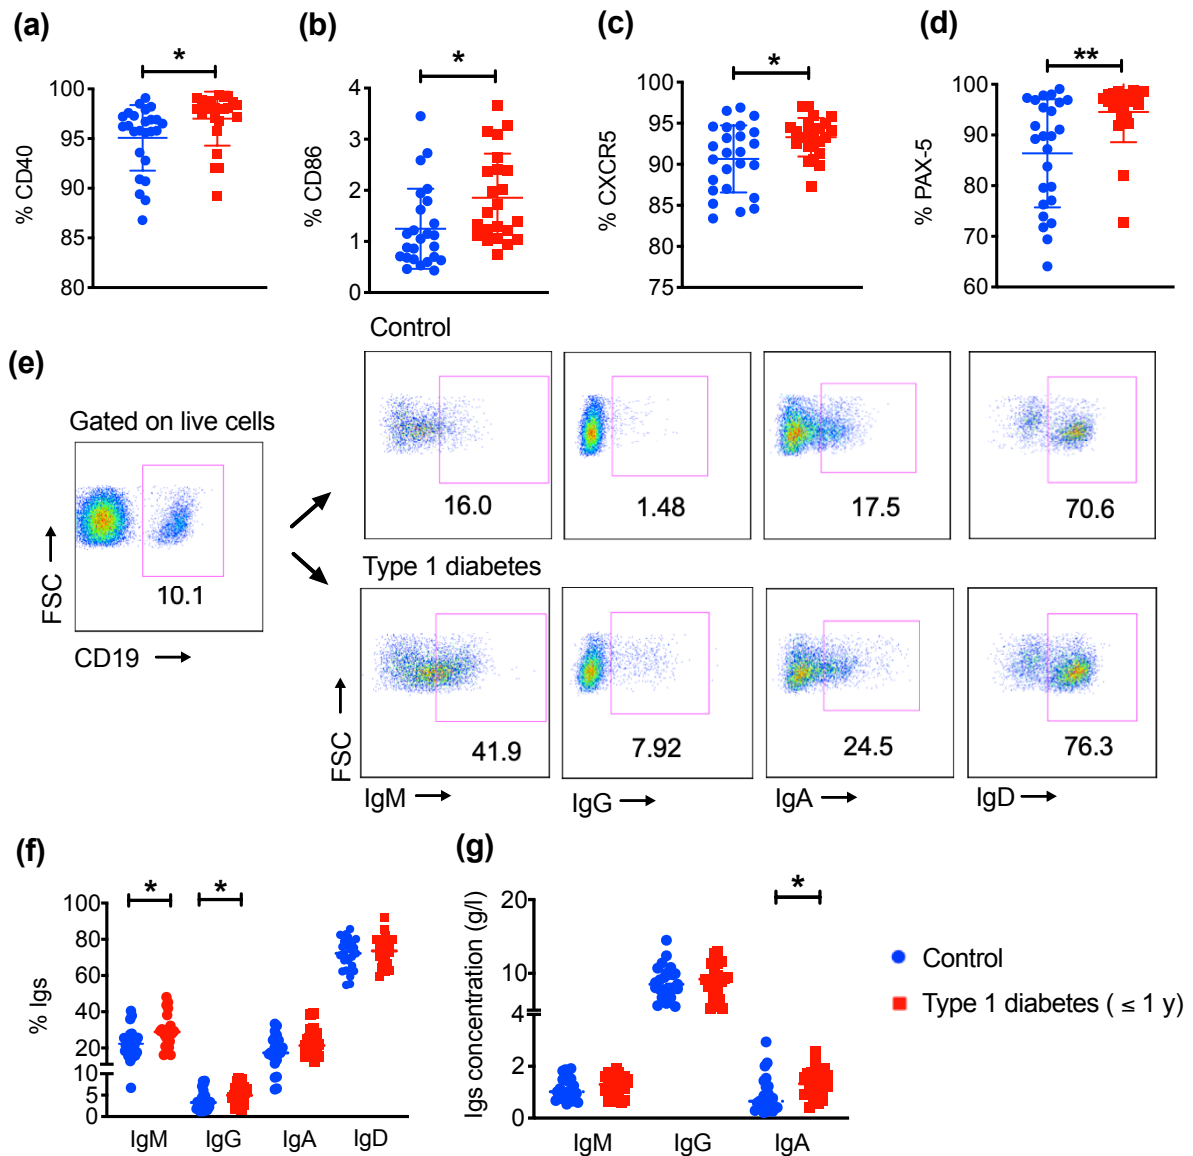 (a)
*
% CD40
100
95
90
85
80
(b)
*
% CD86
4
3
2
1
0
(c)
*
% CXCR5
100
95
90
85
80
75
(d)
**
% PAX-5
100
90
80
70
60
(e)
Control
Gated on live cells
10.1
FSC
CD19
16.0
1.48
17.5
70.6
Type 1 diabetes
41.9
7.92
24.5
76.3
FSC
IgM
IgG
IgA
IgD
(f)
* *
% Igs
100
80
60
40
20
10
5
0
IgM IgG IgA IgD
(g)
*
Igs concentration (g/l)
20
10
4
2
0
IgM IgG IgA
Control
Type 1 diabetes ( ≤ 1 y)